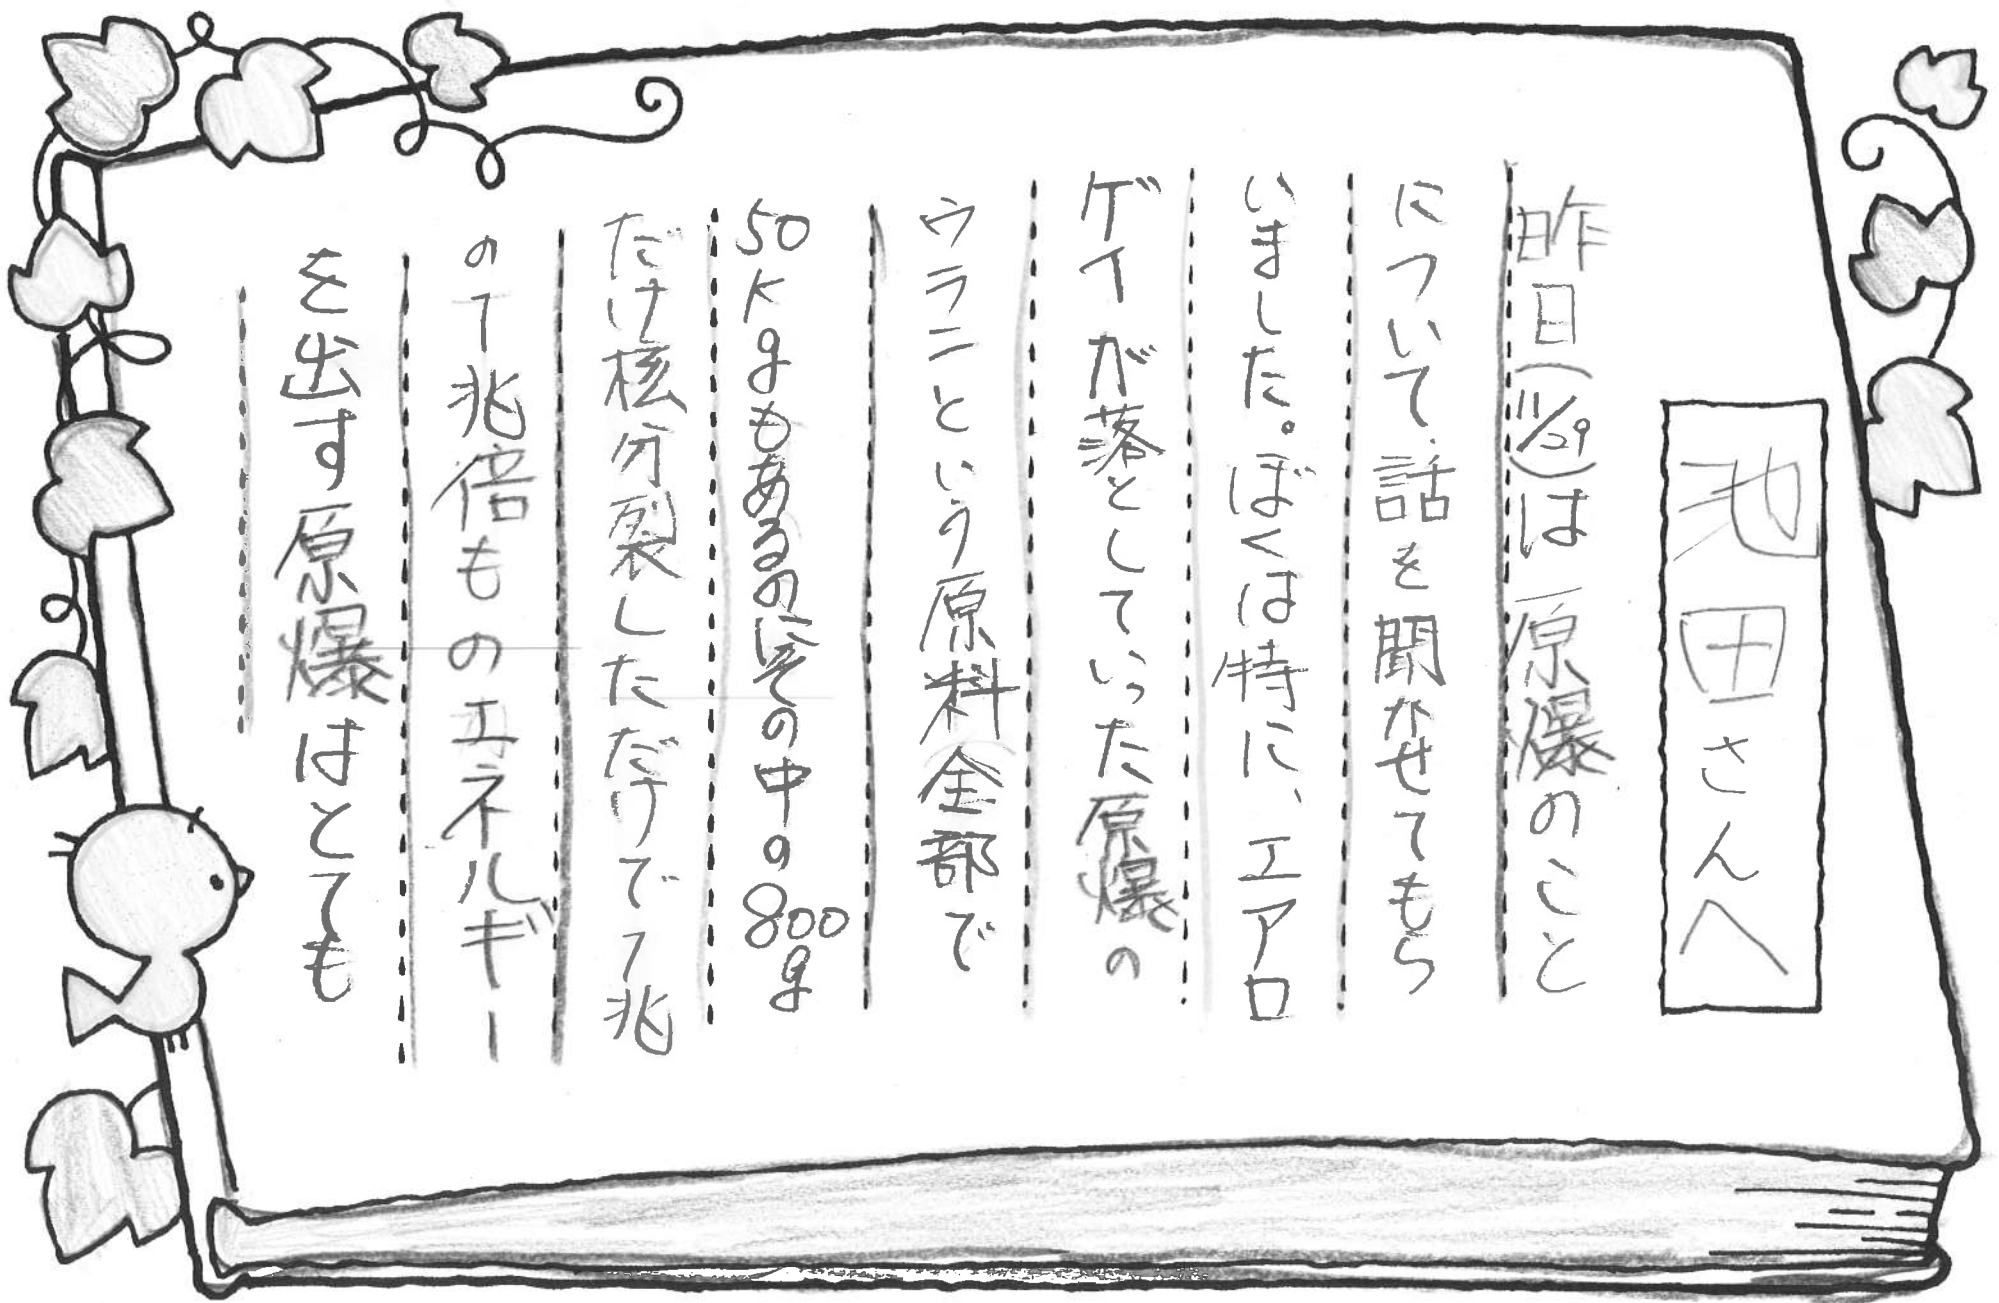 池田さんへ
昨日(11/29)は原爆のこと
について話を聞かせてもら
いました。ぼくは特に、エアロ
ゲイが落としていった原爆の
ウラニという原料全部で
50Kgもあるのにその中の800g
だけ核分裂しただけで1兆
の1兆倍ものエネルギー
を出す原爆はとても